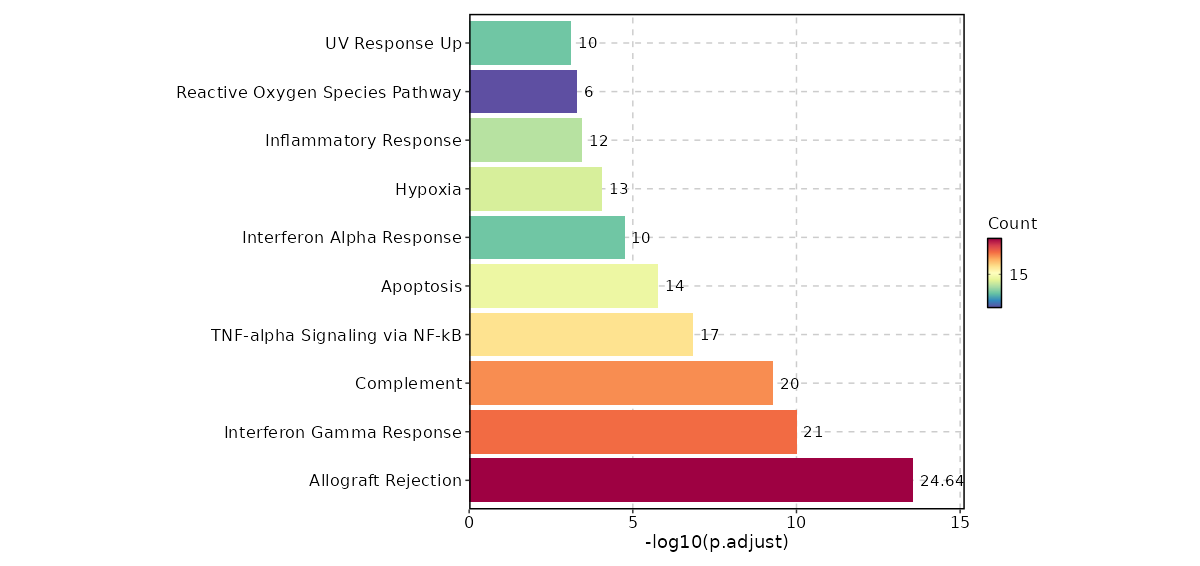 UV Response Up 10
Reactive Oxygen Species Pathway 6
Inflammatory Response 12
Hypoxia 13
Interferon Alpha Response 10
Apoptosis 14
TNF-alpha Signaling via NF-kB 17
Complement 20
Interferon Gamma Response 21
Allograft Rejection 24.64
0 5 10 15
-log10(p.adjust)
Count
15